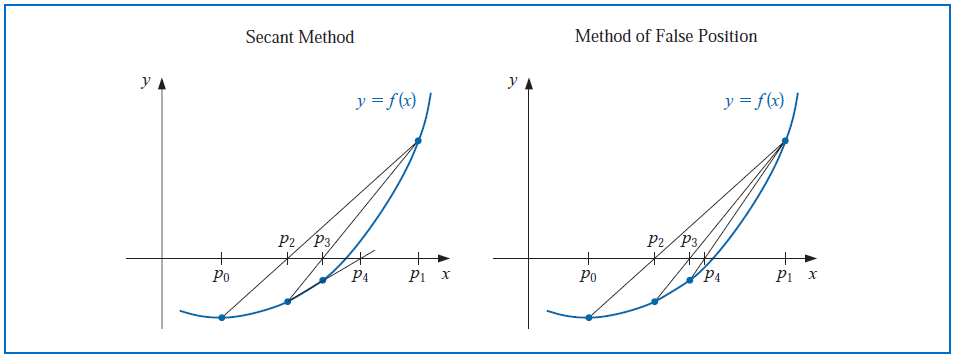 Secant Method
y
y = f(x)
p₂
p₃
p₀
p₄
p₁
x
Method of False Position
y
y = f(x)
p₂
p₃
p₀
p₄
p₁
x